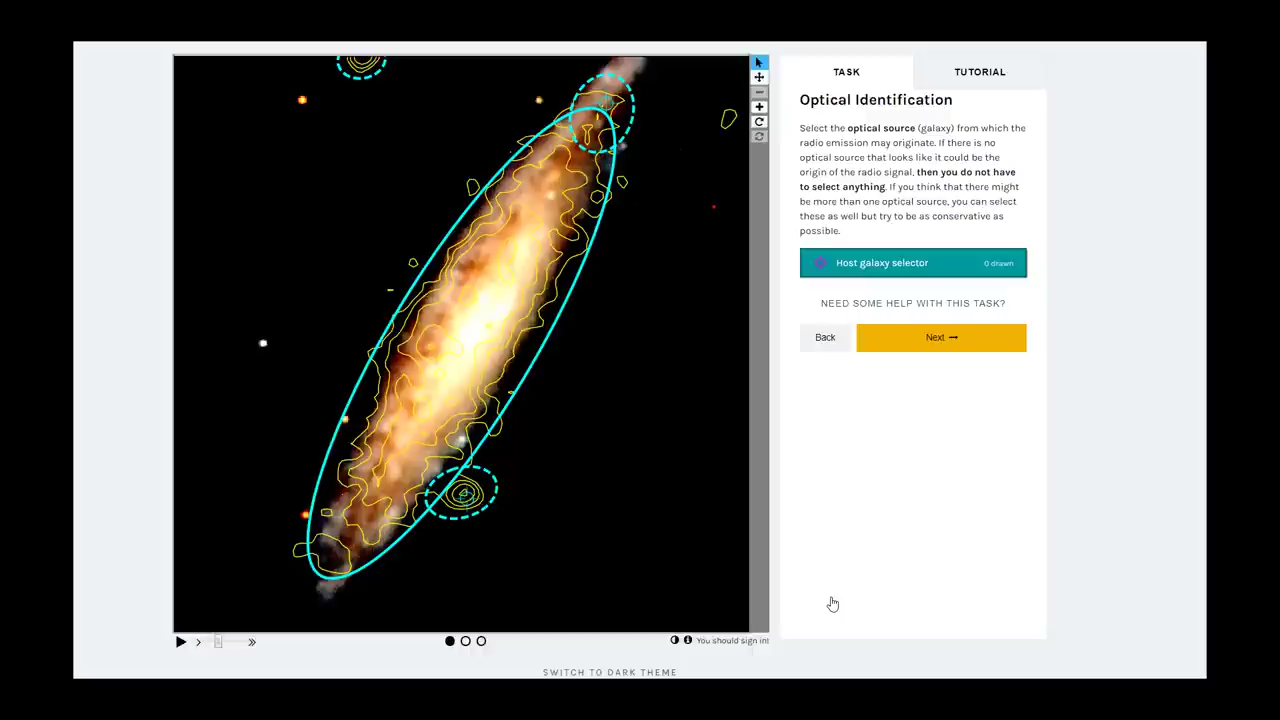 TASK
TUTORIAL
Optical Identification
Select the optical source (galaxy) from which the
radio emission may originate. If there is no
optical source that looks like it could be the
origin of the radio signal, then you do not have
to select anything. If you think that there might
be more than one optical source, you can select
these as well but try to be as conservative as
possible.
Host galaxy selector
0 drawn
NEED SOME HELP WITH THIS TASK?
Back
Next
You should sign in!
SWITCH TO DARK THEME